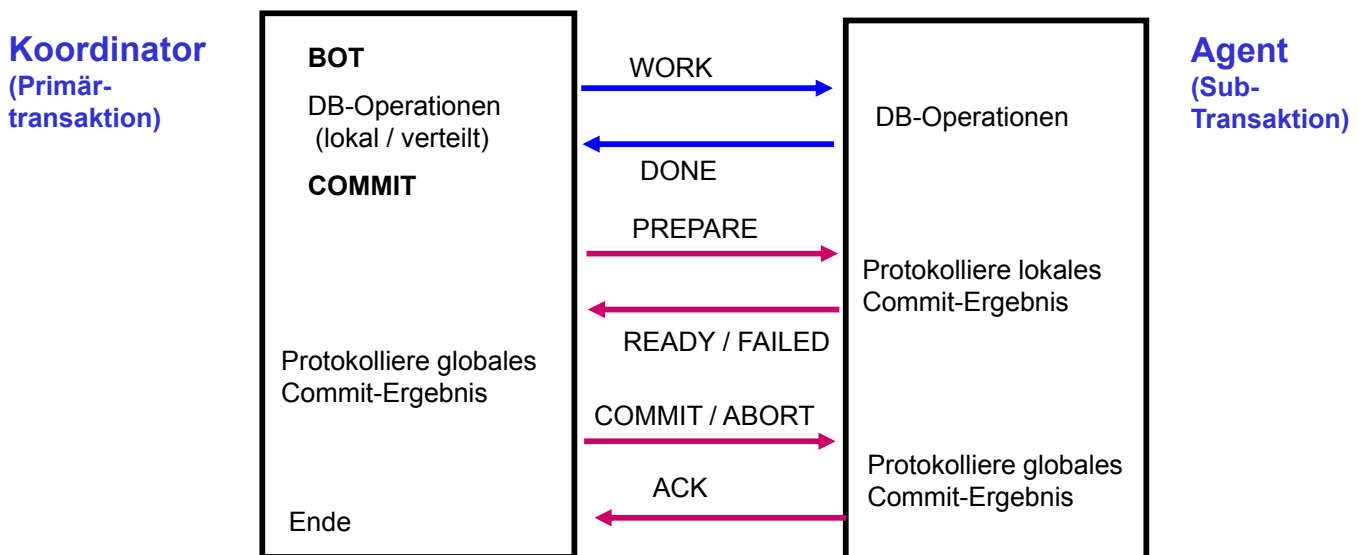 Koordinator
(Primär-
transaktion)
BOT
DB-Operationen
(lokal / verteilt)
COMMIT
Protokolliere globales
Commit-Ergebnis
Ende
WORK
DONE
PREPARE
READY / FAILED
COMMIT / ABORT
ACK
DB-Operationen
Protokolliere lokales
Commit-Ergebnis
Protokolliere globales
Commit-Ergebnis
Agent
(Sub-
Transaktion)